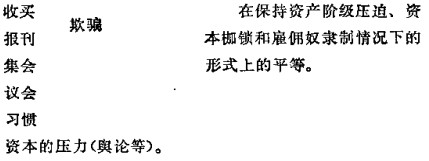 收买
报刊
欺骗
集会
议会
习惯
资本的压力(舆论等)。
在保持资产阶级压迫、资
本枷锁和雇佣奴隶制情况下的
形式上的平等。